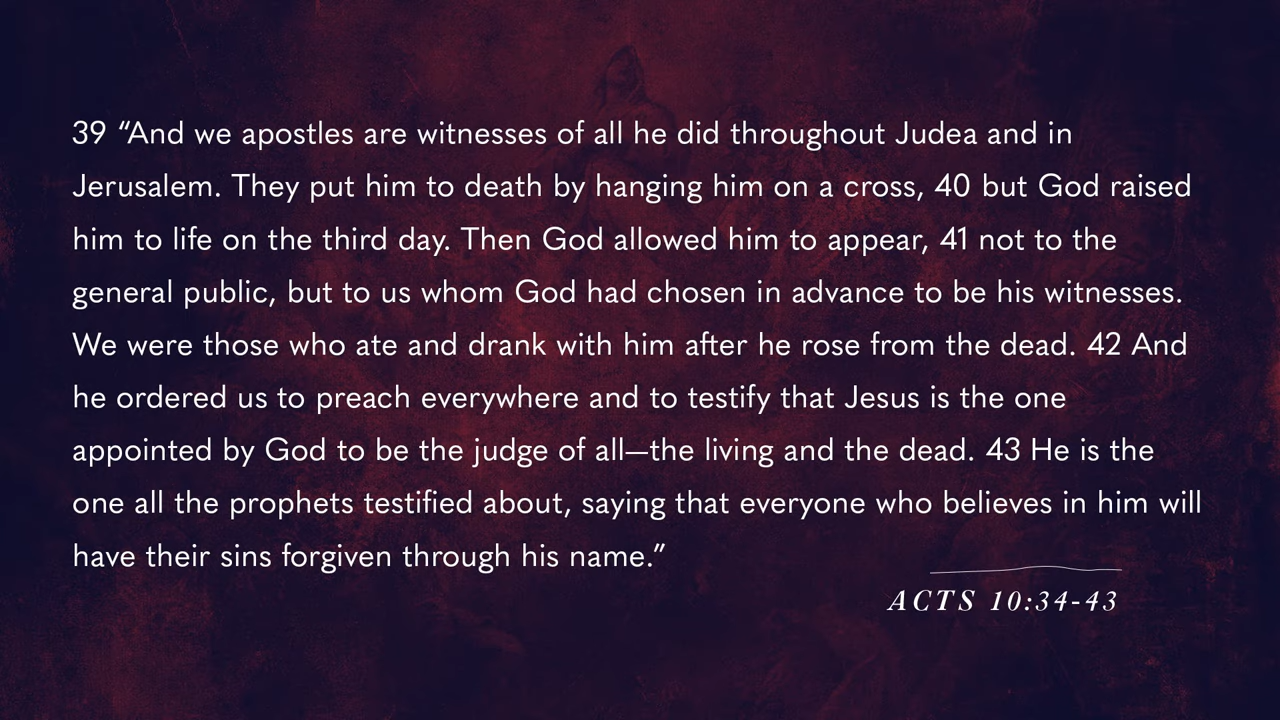 39 “And we apostles are witnesses of all he did throughout Judea and in
Jerusalem. They put him to death by hanging him on a cross, 40 but God raised
him to life on the third day. Then God allowed him to appear, 41 not to the
general public, but to us whom God had chosen in advance to be his witnesses.
We were those who ate and drank with him after he rose from the dead. 42 And
he ordered us to preach everywhere and to testify that Jesus is the one
appointed by God to be the judge of all—the living and the dead. 43 He is the
one all the prophets testified about, saying that everyone who believes in him will
have their sins forgiven through his name.”
ACTS 10:34-43